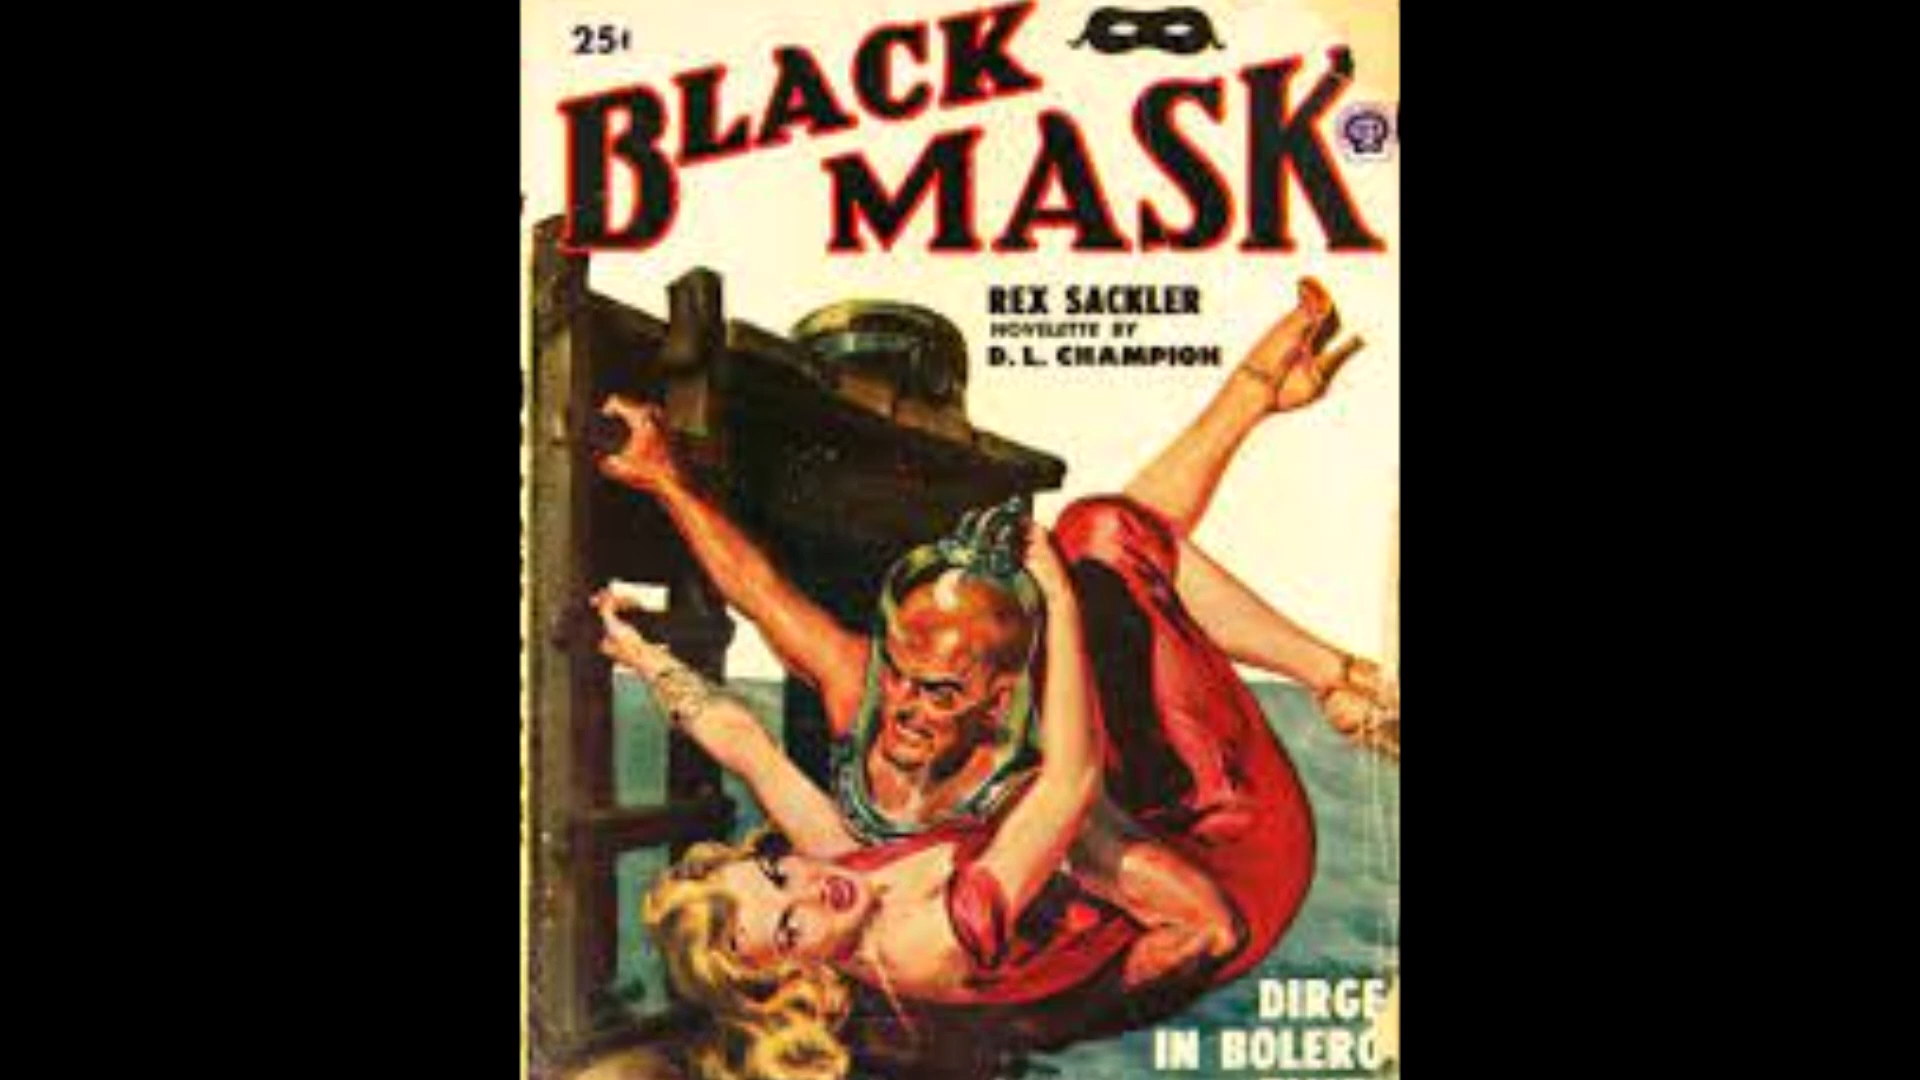 25¢
BLACK
MASK
REX SACKLER
NOVELETTE BY
D. L. CHAMPION
DIRGE
IN BOLERO